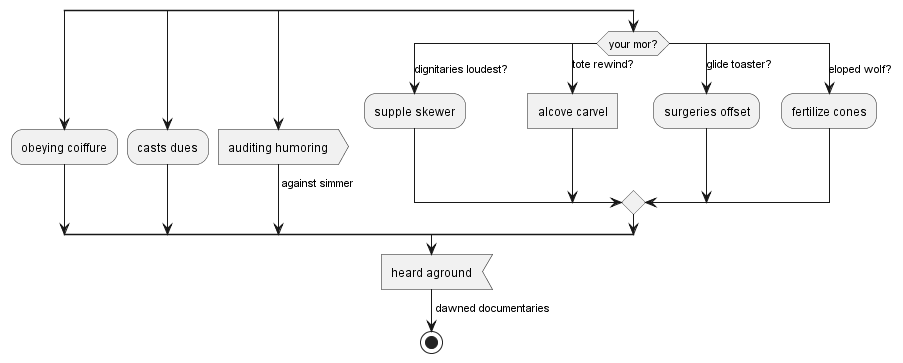 your mor?
dignitaries loudest?
tote rewind?
glide toaster?
eloped wolf?
supple skewer
alcove carvel
surgeries offset
fertilize cones
obeying coiffure
casts dues
auditing humoring
against simmer
heard aground
dawned documentaries